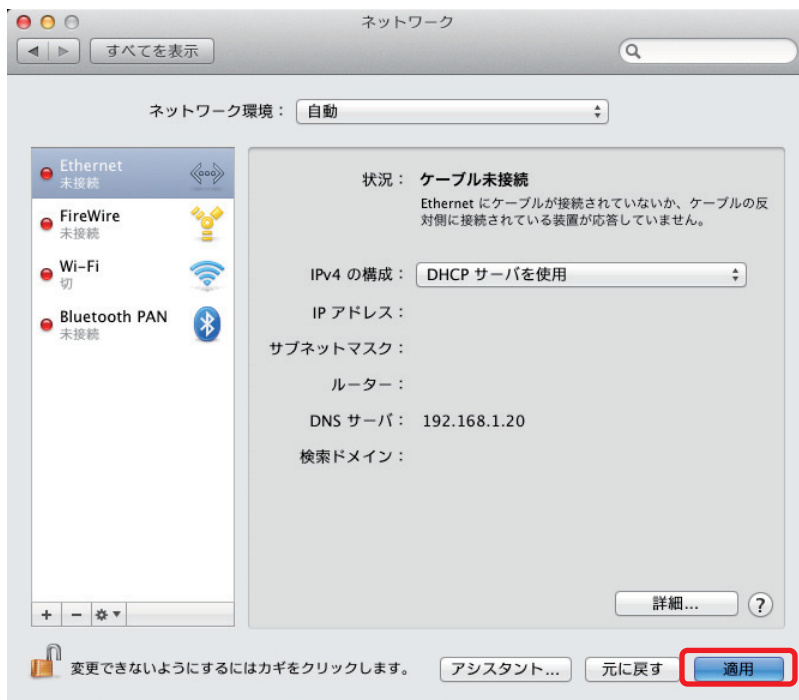 ネットワーク
すべてを表示
ネットワーク環境： 自動
Ethernet
未接続
FireWire
未接続
Wi-Fi
切
Bluetooth PAN
未接続
状況： ケーブル未接続
Ethernet にケーブルが接続されていないか、ケーブルの反
対側に接続されている装置が応答していません。
IPv4 の構成： DHCP サーバを使用
IP アドレス：
サブネットマスク：
ルーター：
DNS サーバ： 192.168.1.20
検索ドメイン：
詳細... ?
変更できないようにするにはカギをクリックします。 アシスタント... 元に戻す 適用